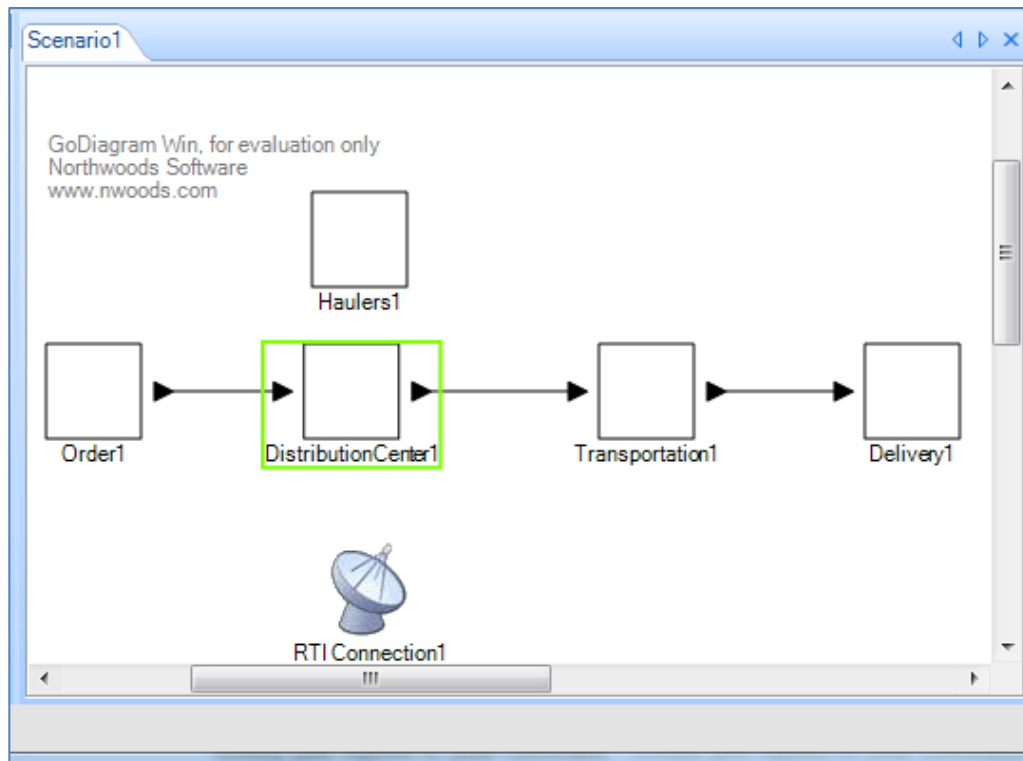 Scenario1
GoDiagram Win, for evaluation only
Northwoods Software
www.nwoods.com
Haulers1
Order1
DistributionCenter1
Transportation1
Delivery1
RTI Connection1